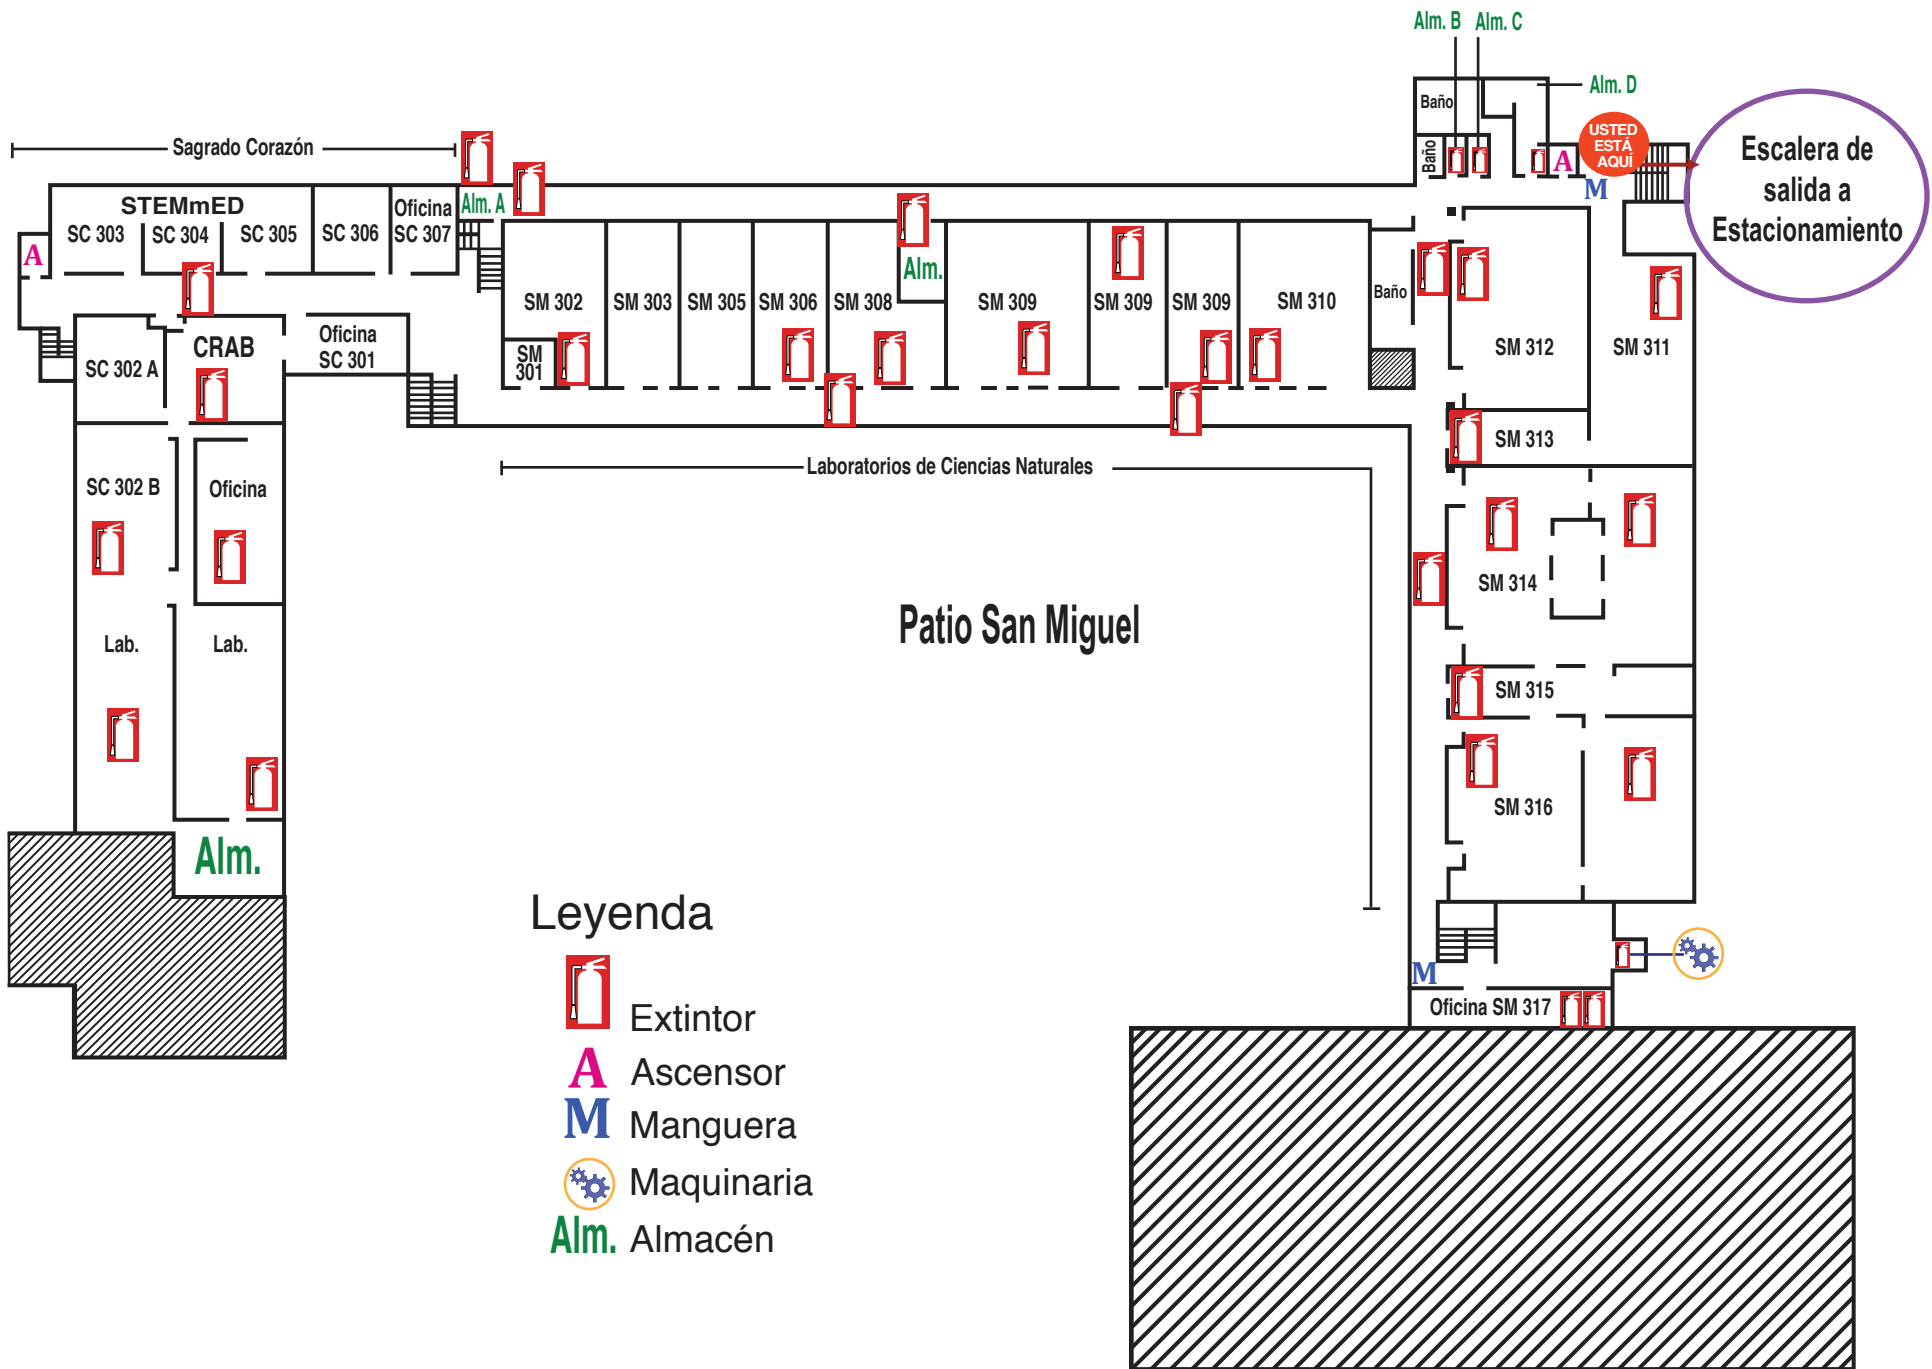 Alm. B
Alm. C
Baño
Alm. D
USTED
ESTÁ
AQUÍ
Escalera de
salida a
Estacionamiento
Sagrado Corazón
Baño
A
M
STEMmED
SC 303
SC 304
SC 305
SC 306
Oficina
SC 307
Alm. A
A
Alm.
SM 302
SM 303
SM 305
SM 306
SM 308
SM 309
SM 309
SM 309
SM 310
Baño
SM 312
SM 311
Oficina
SC 301
CRAB
SC 302 A
SM
301
SM 313
Laboratorios de Ciencias Naturales
SC 302 B
Oficina
SM 314
Patio San Miguel
Lab.
Lab.
SM 315
SM 316
Alm.
Leyenda
M
Oficina SM 317
Extintor
A Ascensor
M Manguera
Maquinaria
Alm. Almacén